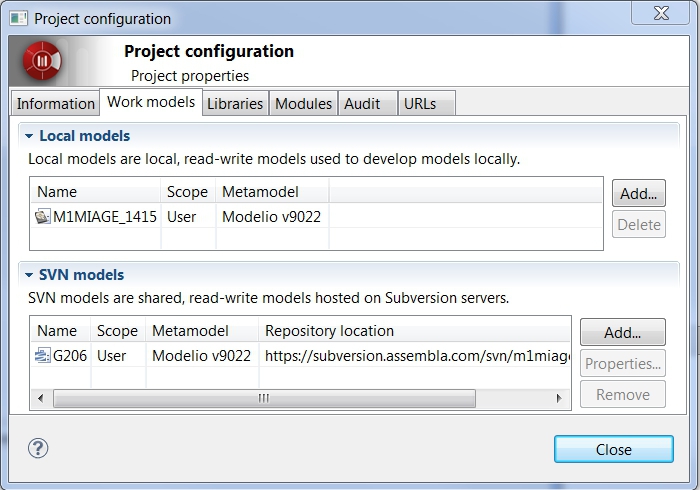 Project configuration
Project configuration
Project properties
Information Work models Libraries Modules Audit URLs
Local models
Local models are local, read-write models used to develop models locally.
Name Scope Metamodel
Add...
M1MIAGE_1415 User Modelio v9022
Delete
SVN models
SVN models are shared, read-write models hosted on Subversion servers.
Name Scope Metamodel Repository location
Add...
G206 User Modelio v9022 https://subversion.assembla.com/svn/m1miage
Properties...
Remove
? Close